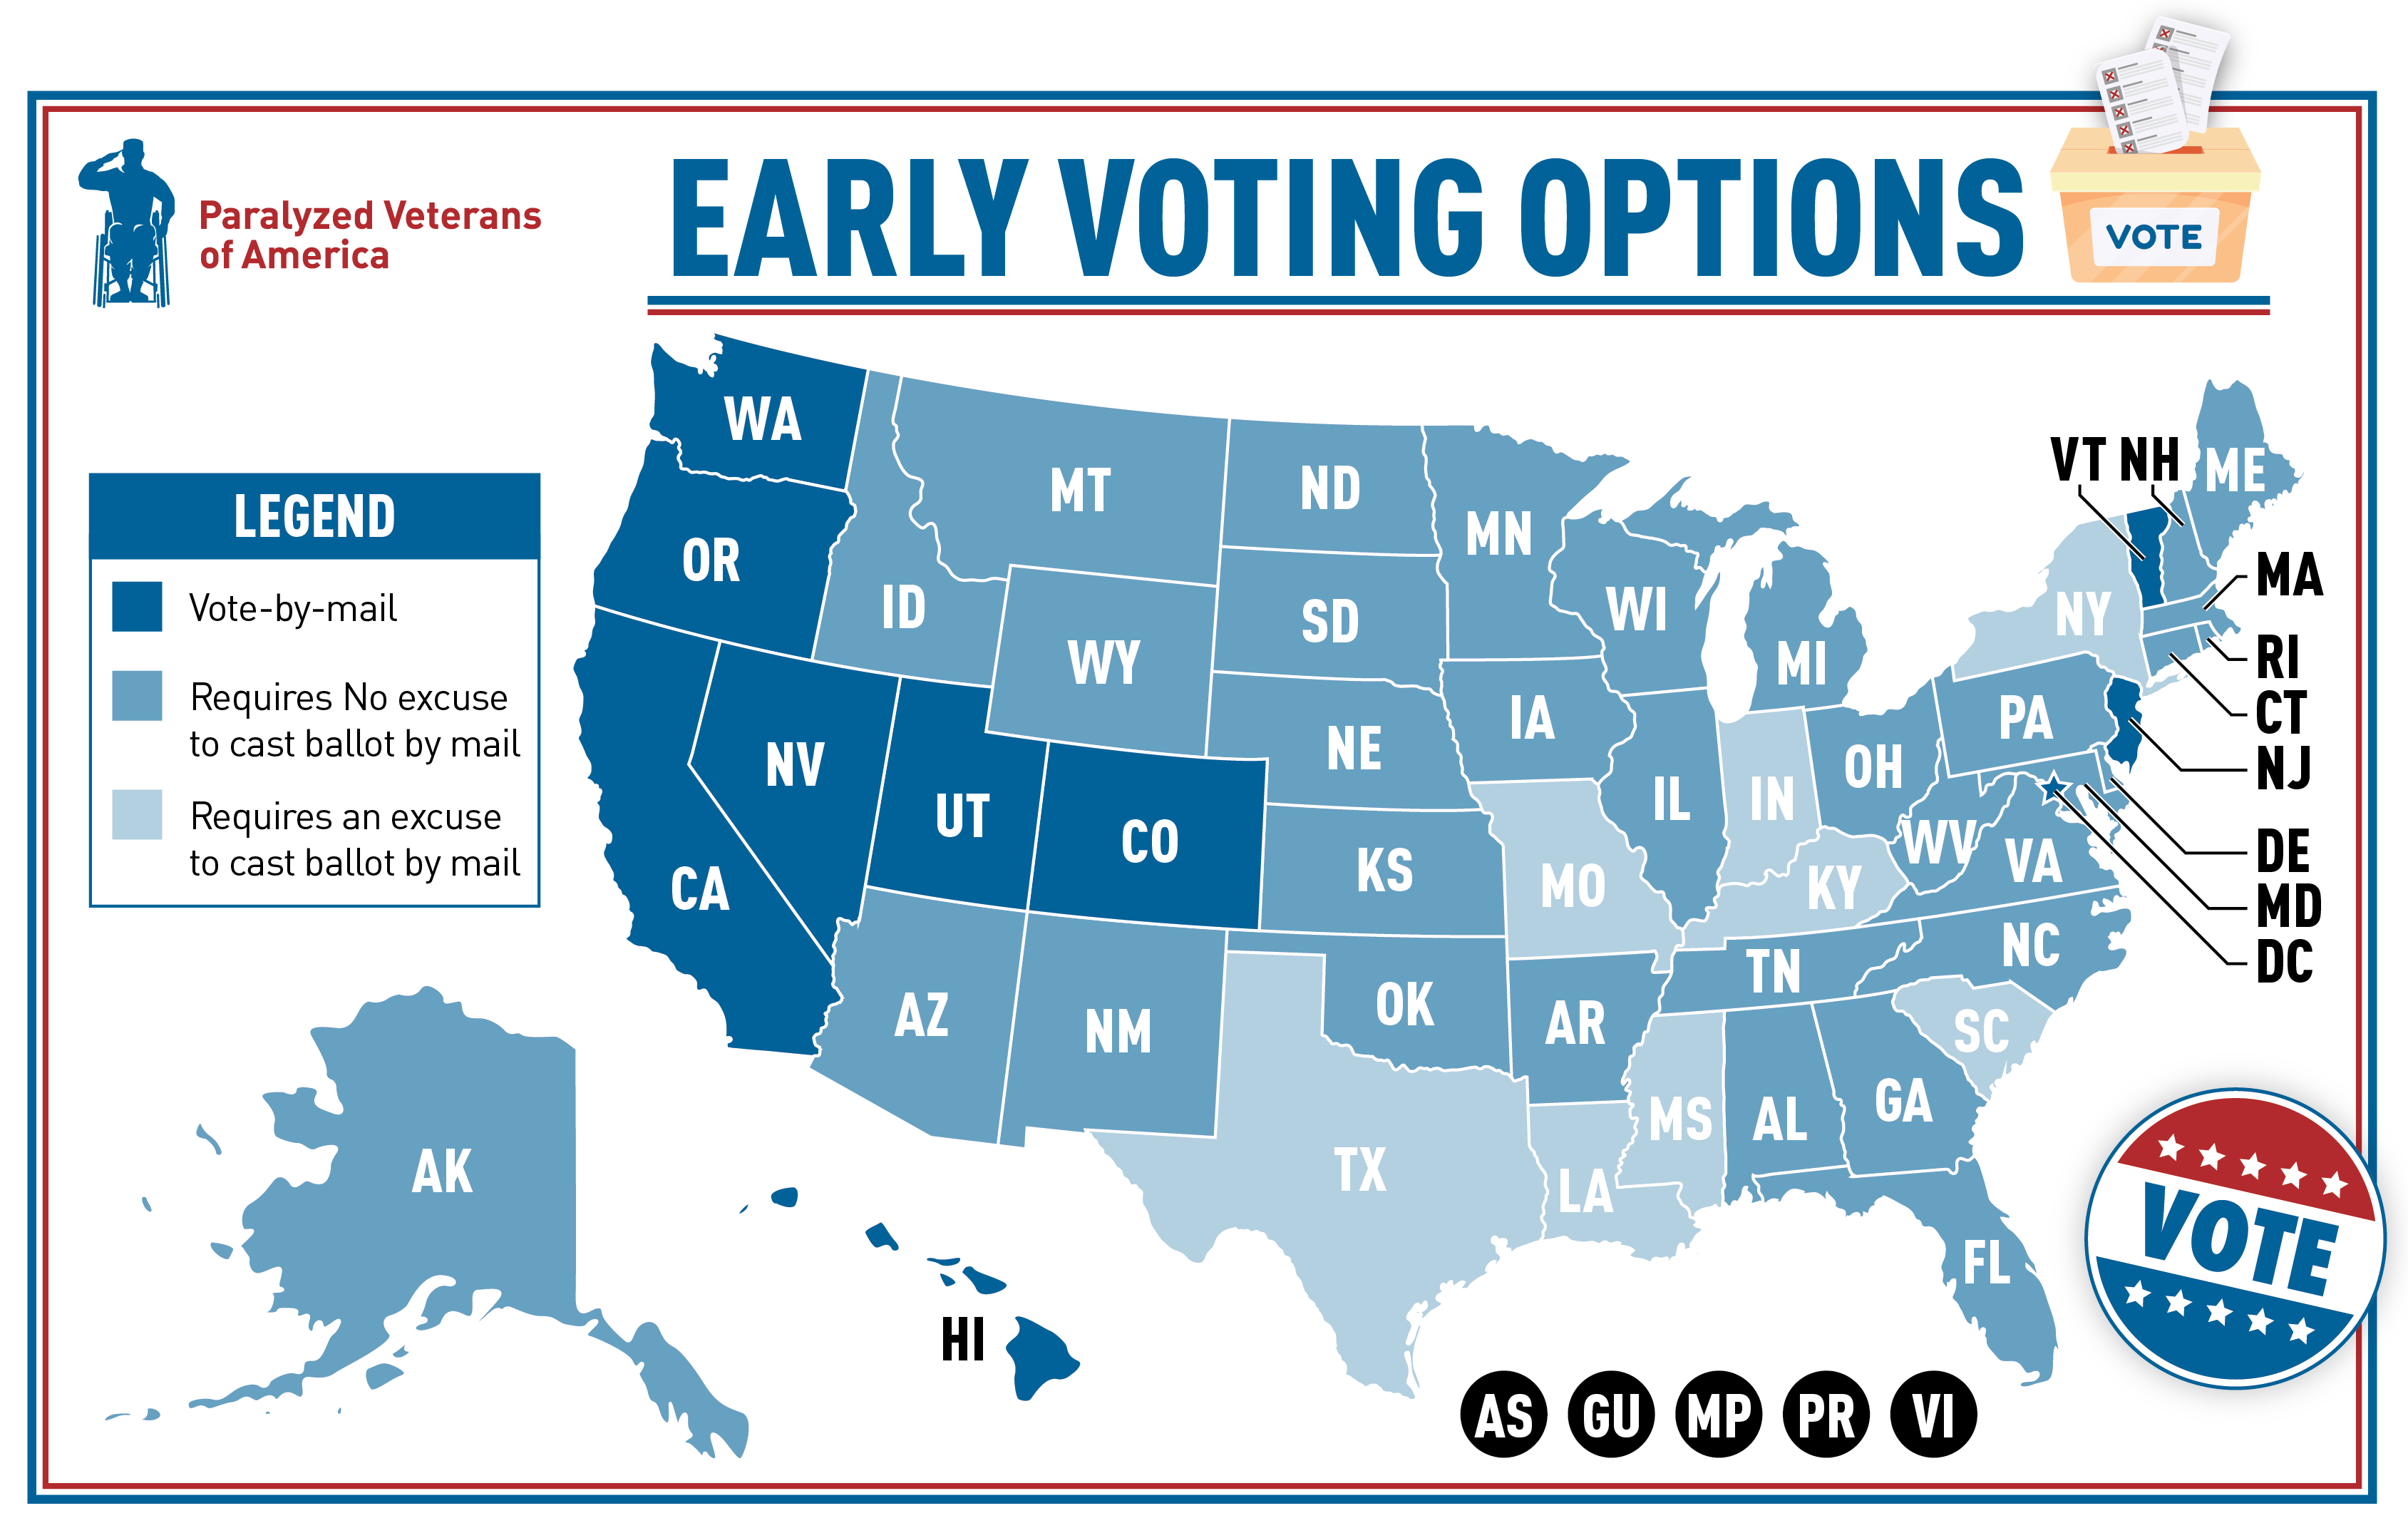 Paralyzed Veterans
of America
EARLY VOTING OPTIONS
VOTE
LEGEND
Vote-by-mail
Requires No excuse
to cast ballot by mail
Requires an excuse
to cast ballot by mail
WA
MT
ND
MN
VT NH
ME
OR
ID
SD
WI
MA
WY
MI
NY
RI
IA
PA
CT
NV
NE
OH
NJ
UT
CO
IL
IN
CA
KS
MO
KY
WV
VA
DE
MD
DC
AZ
NM
OK
AR
TN
NC
SC
AK
TX
LA
MS
AL
GA
FL
HI
VOTE
AS
GU
MP
PR
VI